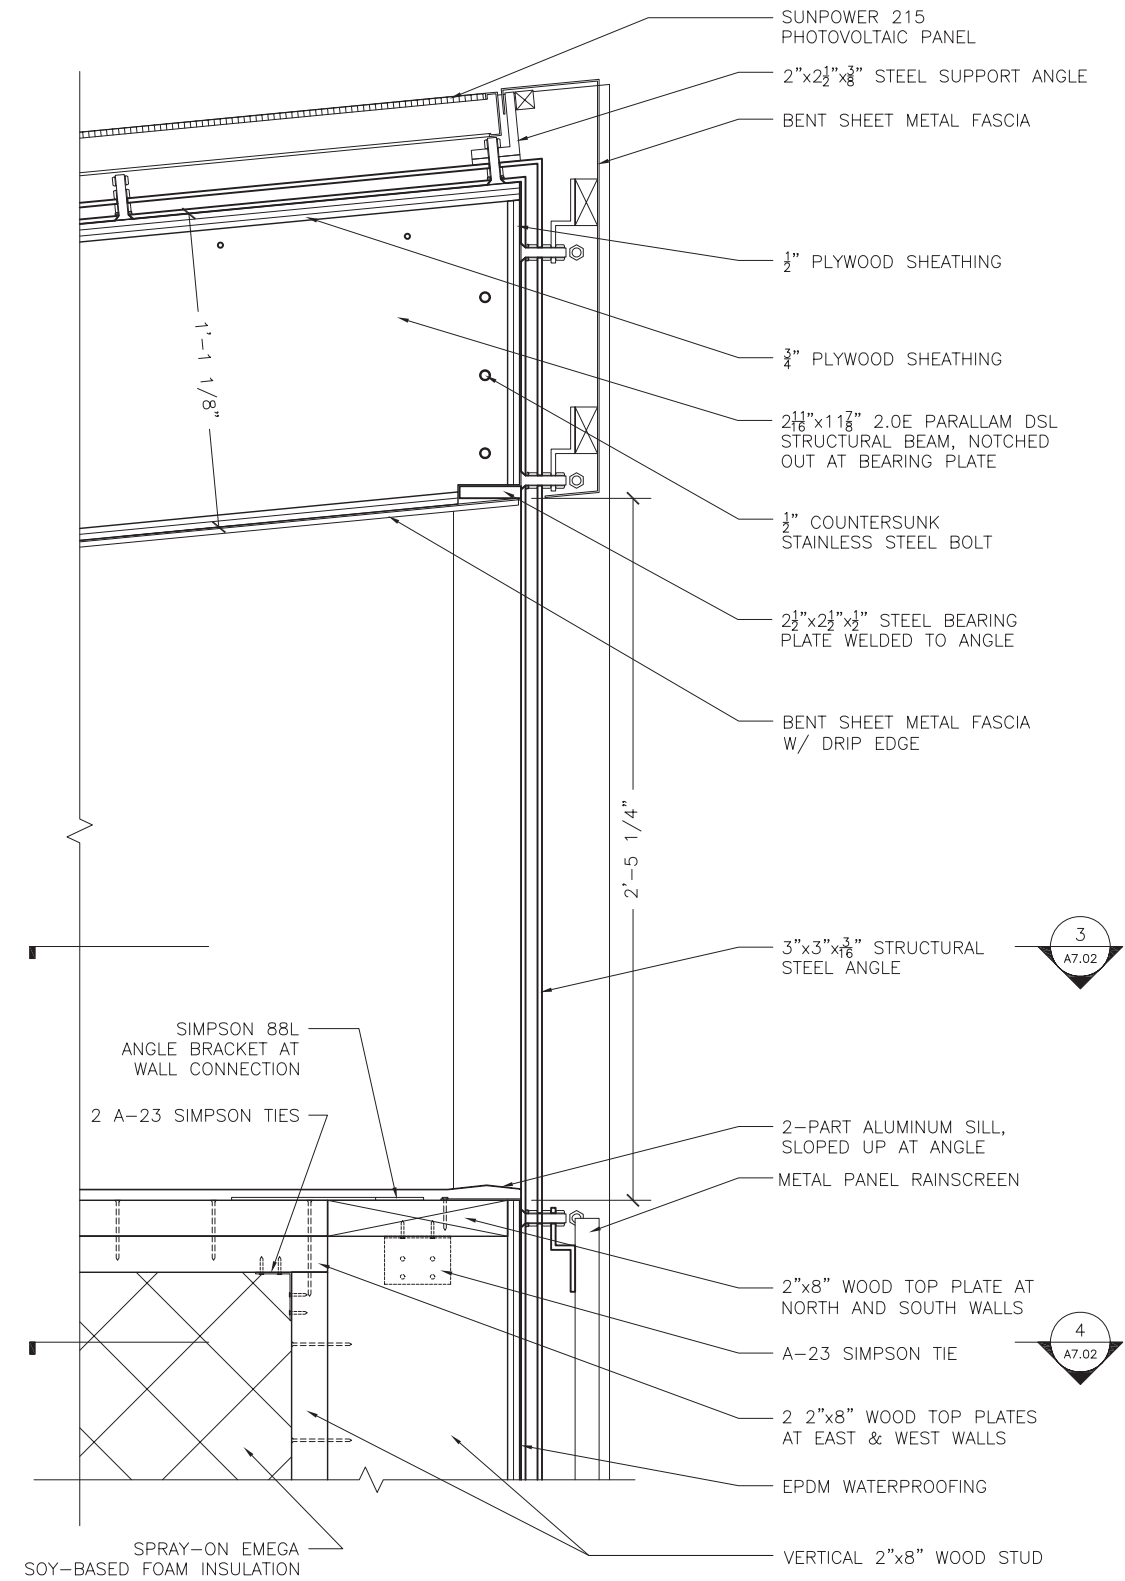 SUNPOWER 215
PHOTOVOLTAIC PANEL
2"x2½"x⅜" STEEL SUPPORT ANGLE
BENT SHEET METAL FASCIA
½" PLYWOOD SHEATHING
¾" PLYWOOD SHEATHING
1'-1 1/8"
2 11/16"x11⅞" 2.0E PARALLAM DSL
STRUCTURAL BEAM, NOTCHED
OUT AT BEARING PLATE
½" COUNTERSUNK
STAINLESS STEEL BOLT
2½"x2½"x½" STEEL BEARING
PLATE WELDED TO ANGLE
BENT SHEET METAL FASCIA
W/ DRIP EDGE
2'-5 1/4"
3"x3"x3/16" STRUCTURAL
STEEL ANGLE
3
A7.02
SIMPSON 88L
ANGLE BRACKET AT
WALL CONNECTION
2 A-23 SIMPSON TIES
2-PART ALUMINUM SILL,
SLOPED UP AT ANGLE
METAL PANEL RAINSCREEN
2"x8" WOOD TOP PLATE AT
NORTH AND SOUTH WALLS
A-23 SIMPSON TIE
4
A7.02
2 2"x8" WOOD TOP PLATES
AT EAST & WEST WALLS
EPDM WATERPROOFING
SPRAY-ON EMEGA
SOY-BASED FOAM INSULATION
VERTICAL 2"x8" WOOD STUD